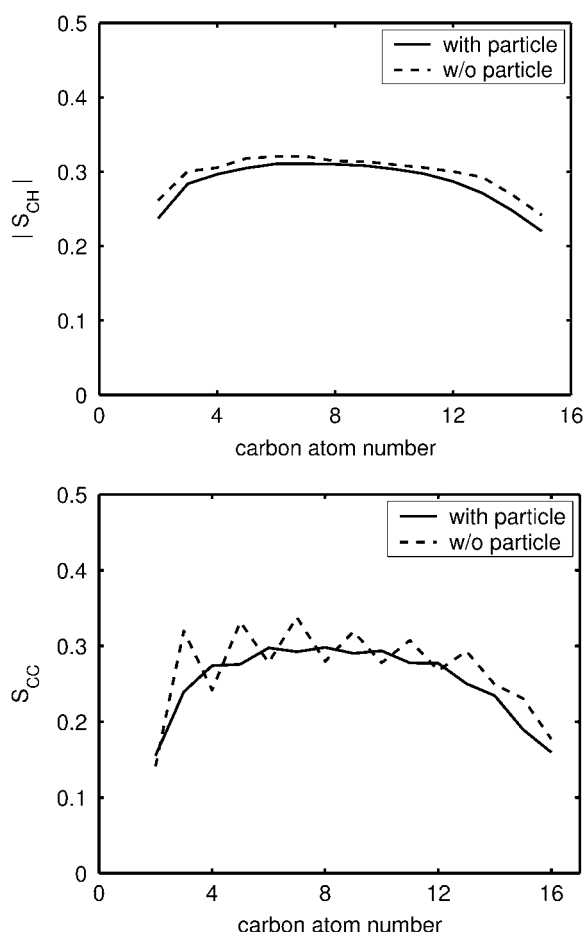 0.5
with particle
w/o particle
0.4
0.3
| S_CH |
0.2
0.1
0
0 4 8 12 16
carbon atom number
0.5
with particle
w/o particle
0.4
0.3
S_CC
0.2
0.1
0
0 4 8 12 16
carbon atom number